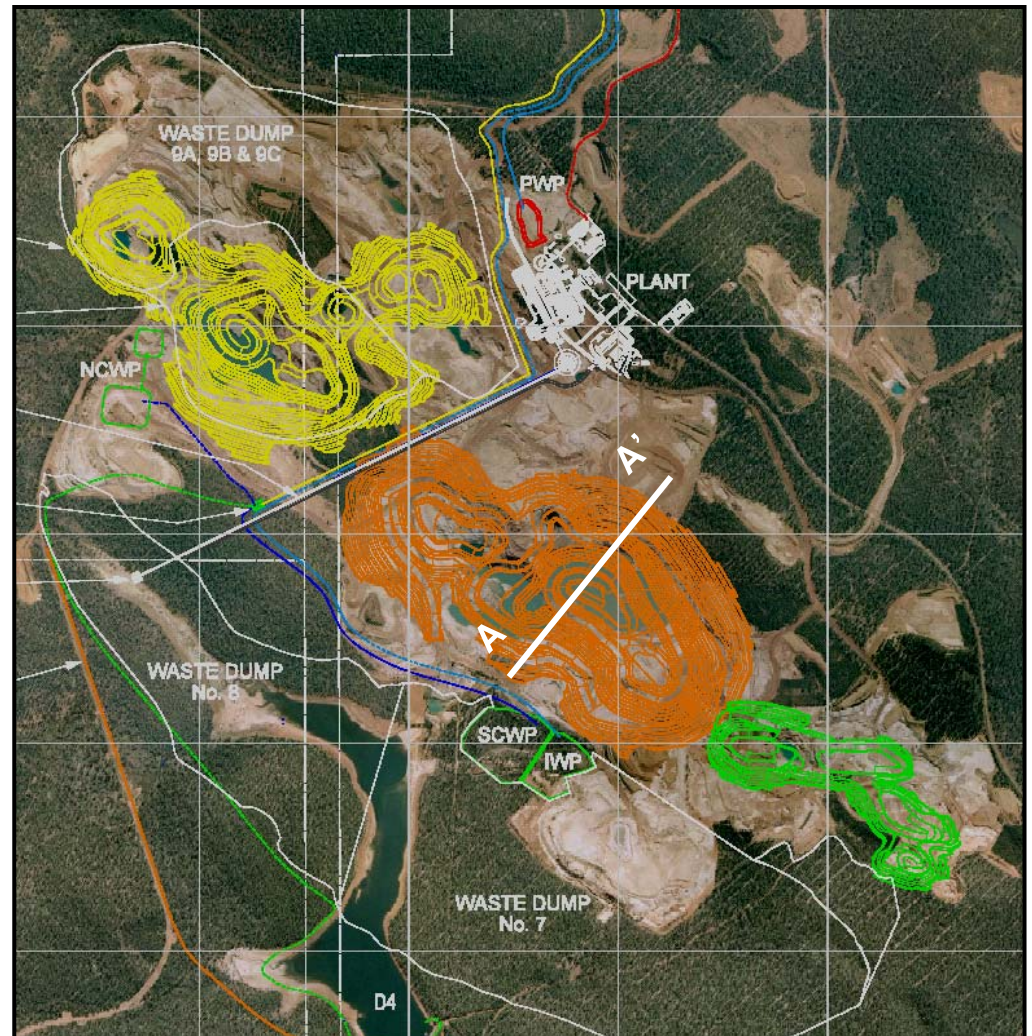 WASTE DUMP
9A, 9B & 9C
PWP
PLANT
NCWP
A'
A
WASTE DUMP
No. 8
SCWP
IWP
WASTE DUMP
No. 7
D4